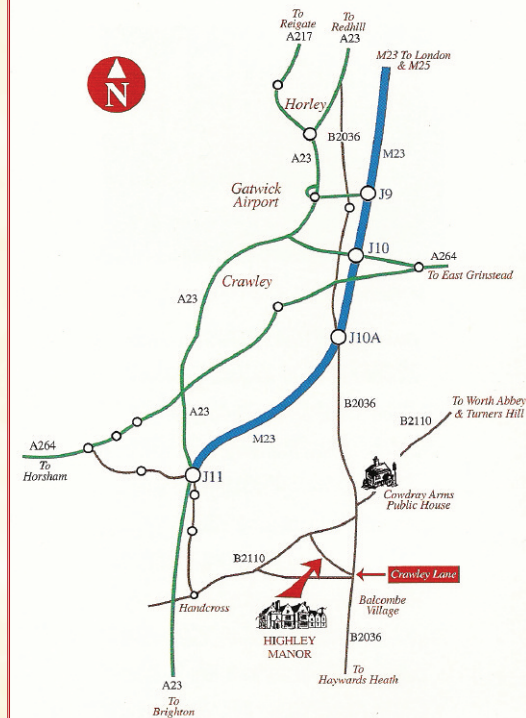 To
Reigate
A217
To
Redhill
A23
M23 To London
& M25
N
Horley
B2036
A23
M23
Gatwick
Airport
J9
J10
A264
To East Grinstead
Crawley
A23
J10A
A23
B2036
To Worth Abbey
& Turners Hill
B2110
M23
A264
To
Horsham
J11
Cowdray Arms
Public House
B2110
Crawley Lane
Handcross
Balcombe
Village
HIGHLEY
MANOR
B2036
To
Haywards Heath
A23
To
Brighton